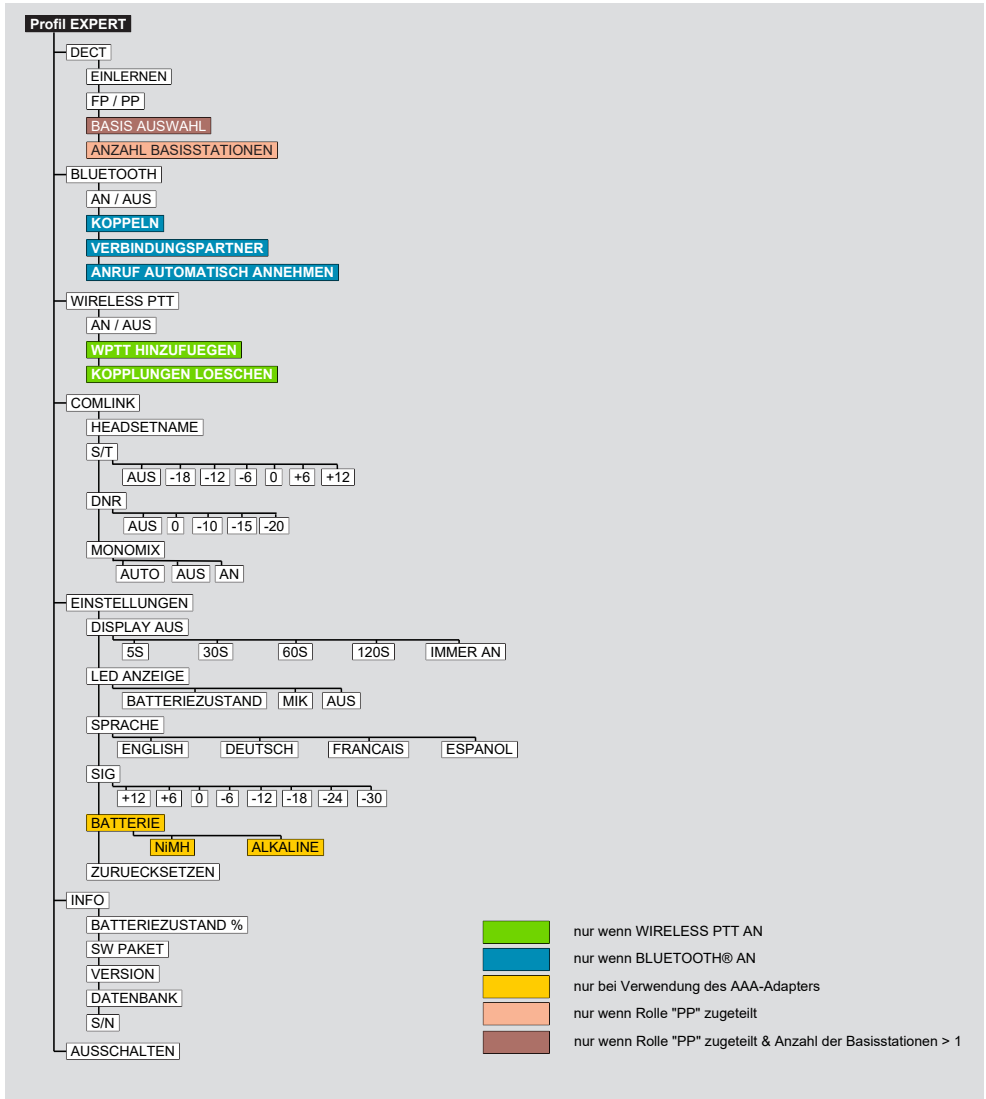 Profil EXPERT
DECT
EINLERNEN
FP / PP
BASIS AUSWAHL
ANZAHL BASISSTATIONEN
BLUETOOTH
AN / AUS
KOPPELN
VERBINDUNGSPARTNER
ANRUF AUTOMATISCH ANNEHMEN
WIRELESS PTT
AN / AUS
WPTT HINZUFUEGEN
KOPPLUNGEN LOESCHEN
COMLINK
HEADSETNAME
S/T
AUS -18 -12 -6 0 +6 +12
DNR
AUS 0 -10 -15 -20
MONOMIX
AUTO AUS AN
EINSTELLUNGEN
DISPLAY AUS
5S 30S 60S 120S IMMER AN
LED ANZEIGE
BATTERIEZUSTAND MIK AUS
SPRACHE
ENGLISH DEUTSCH FRANCAIS ESPANOL
SIG
+12 +6 0 -6 -12 -18 -24 -30
BATTERIE
NiMH ALKALINE
ZURUECKSETZEN
INFO
BATTERIEZUSTAND %
SW PAKET
VERSION
DATENBANK
S/N
AUSSCHALTEN
nur wenn WIRELESS PTT AN
nur wenn BLUETOOTH® AN
nur bei Verwendung des AAA-Adapters
nur wenn Rolle "PP" zugeteilt
nur wenn Rolle "PP" zugeteilt & Anzahl der Basisstationen > 1